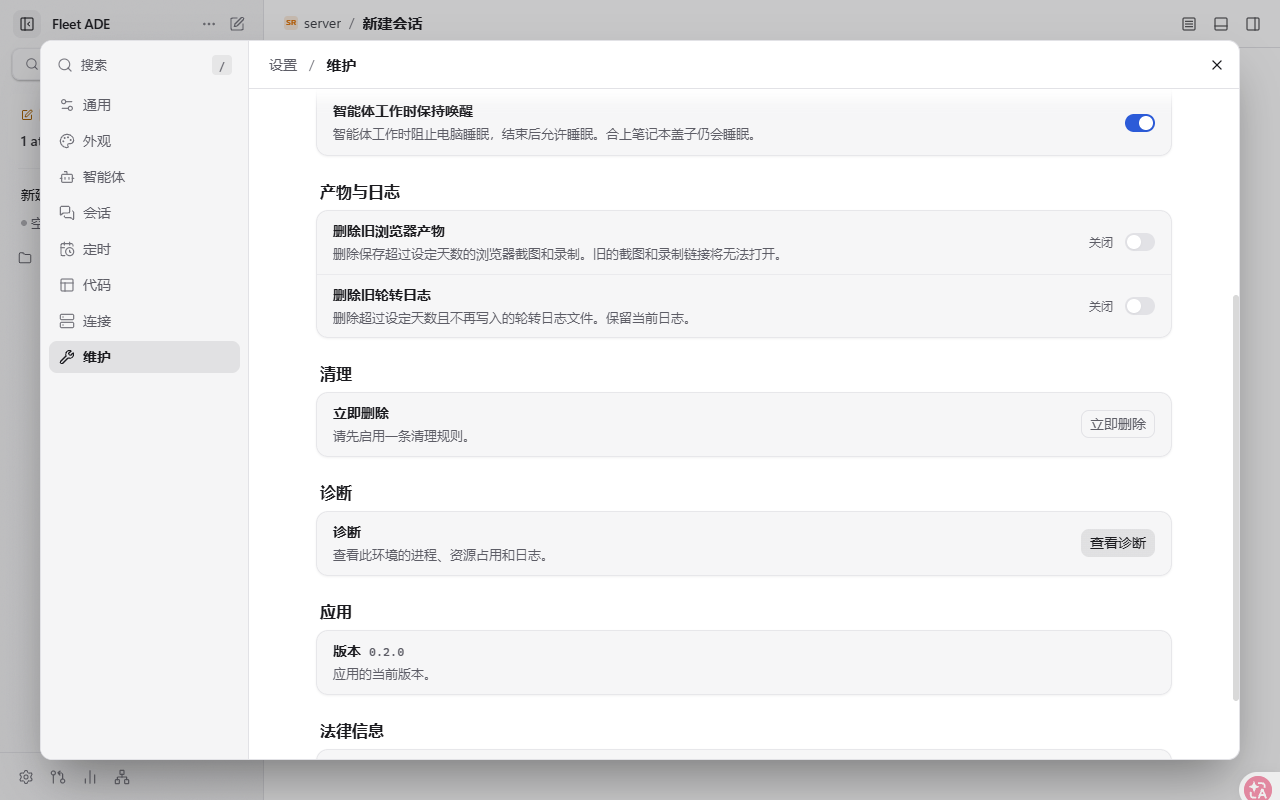 Fleet ADE
SR server / 新建会话
搜索 /
设置 / 维护
通用
外观
智能体
会话
定时
代码
连接
维护
1 at
新建
空
智能体工作时保持唤醒
智能体工作时阻止电脑睡眠，结束后允许睡眠。合上笔记本盖子仍会睡眠。
产物与日志
删除旧浏览器产物
删除保存超过设定天数的浏览器截图和录制。旧的截图和录制链接将无法打开。
关闭
删除旧轮转日志
删除超过设定天数且不再写入的轮转日志文件。保留当前日志。
关闭
清理
立即删除
请先启用一条清理规则。
立即删除
诊断
诊断
查看此环境的进程、资源占用和日志。
查看诊断
应用
版本 0.2.0
应用的当前版本。
法律信息